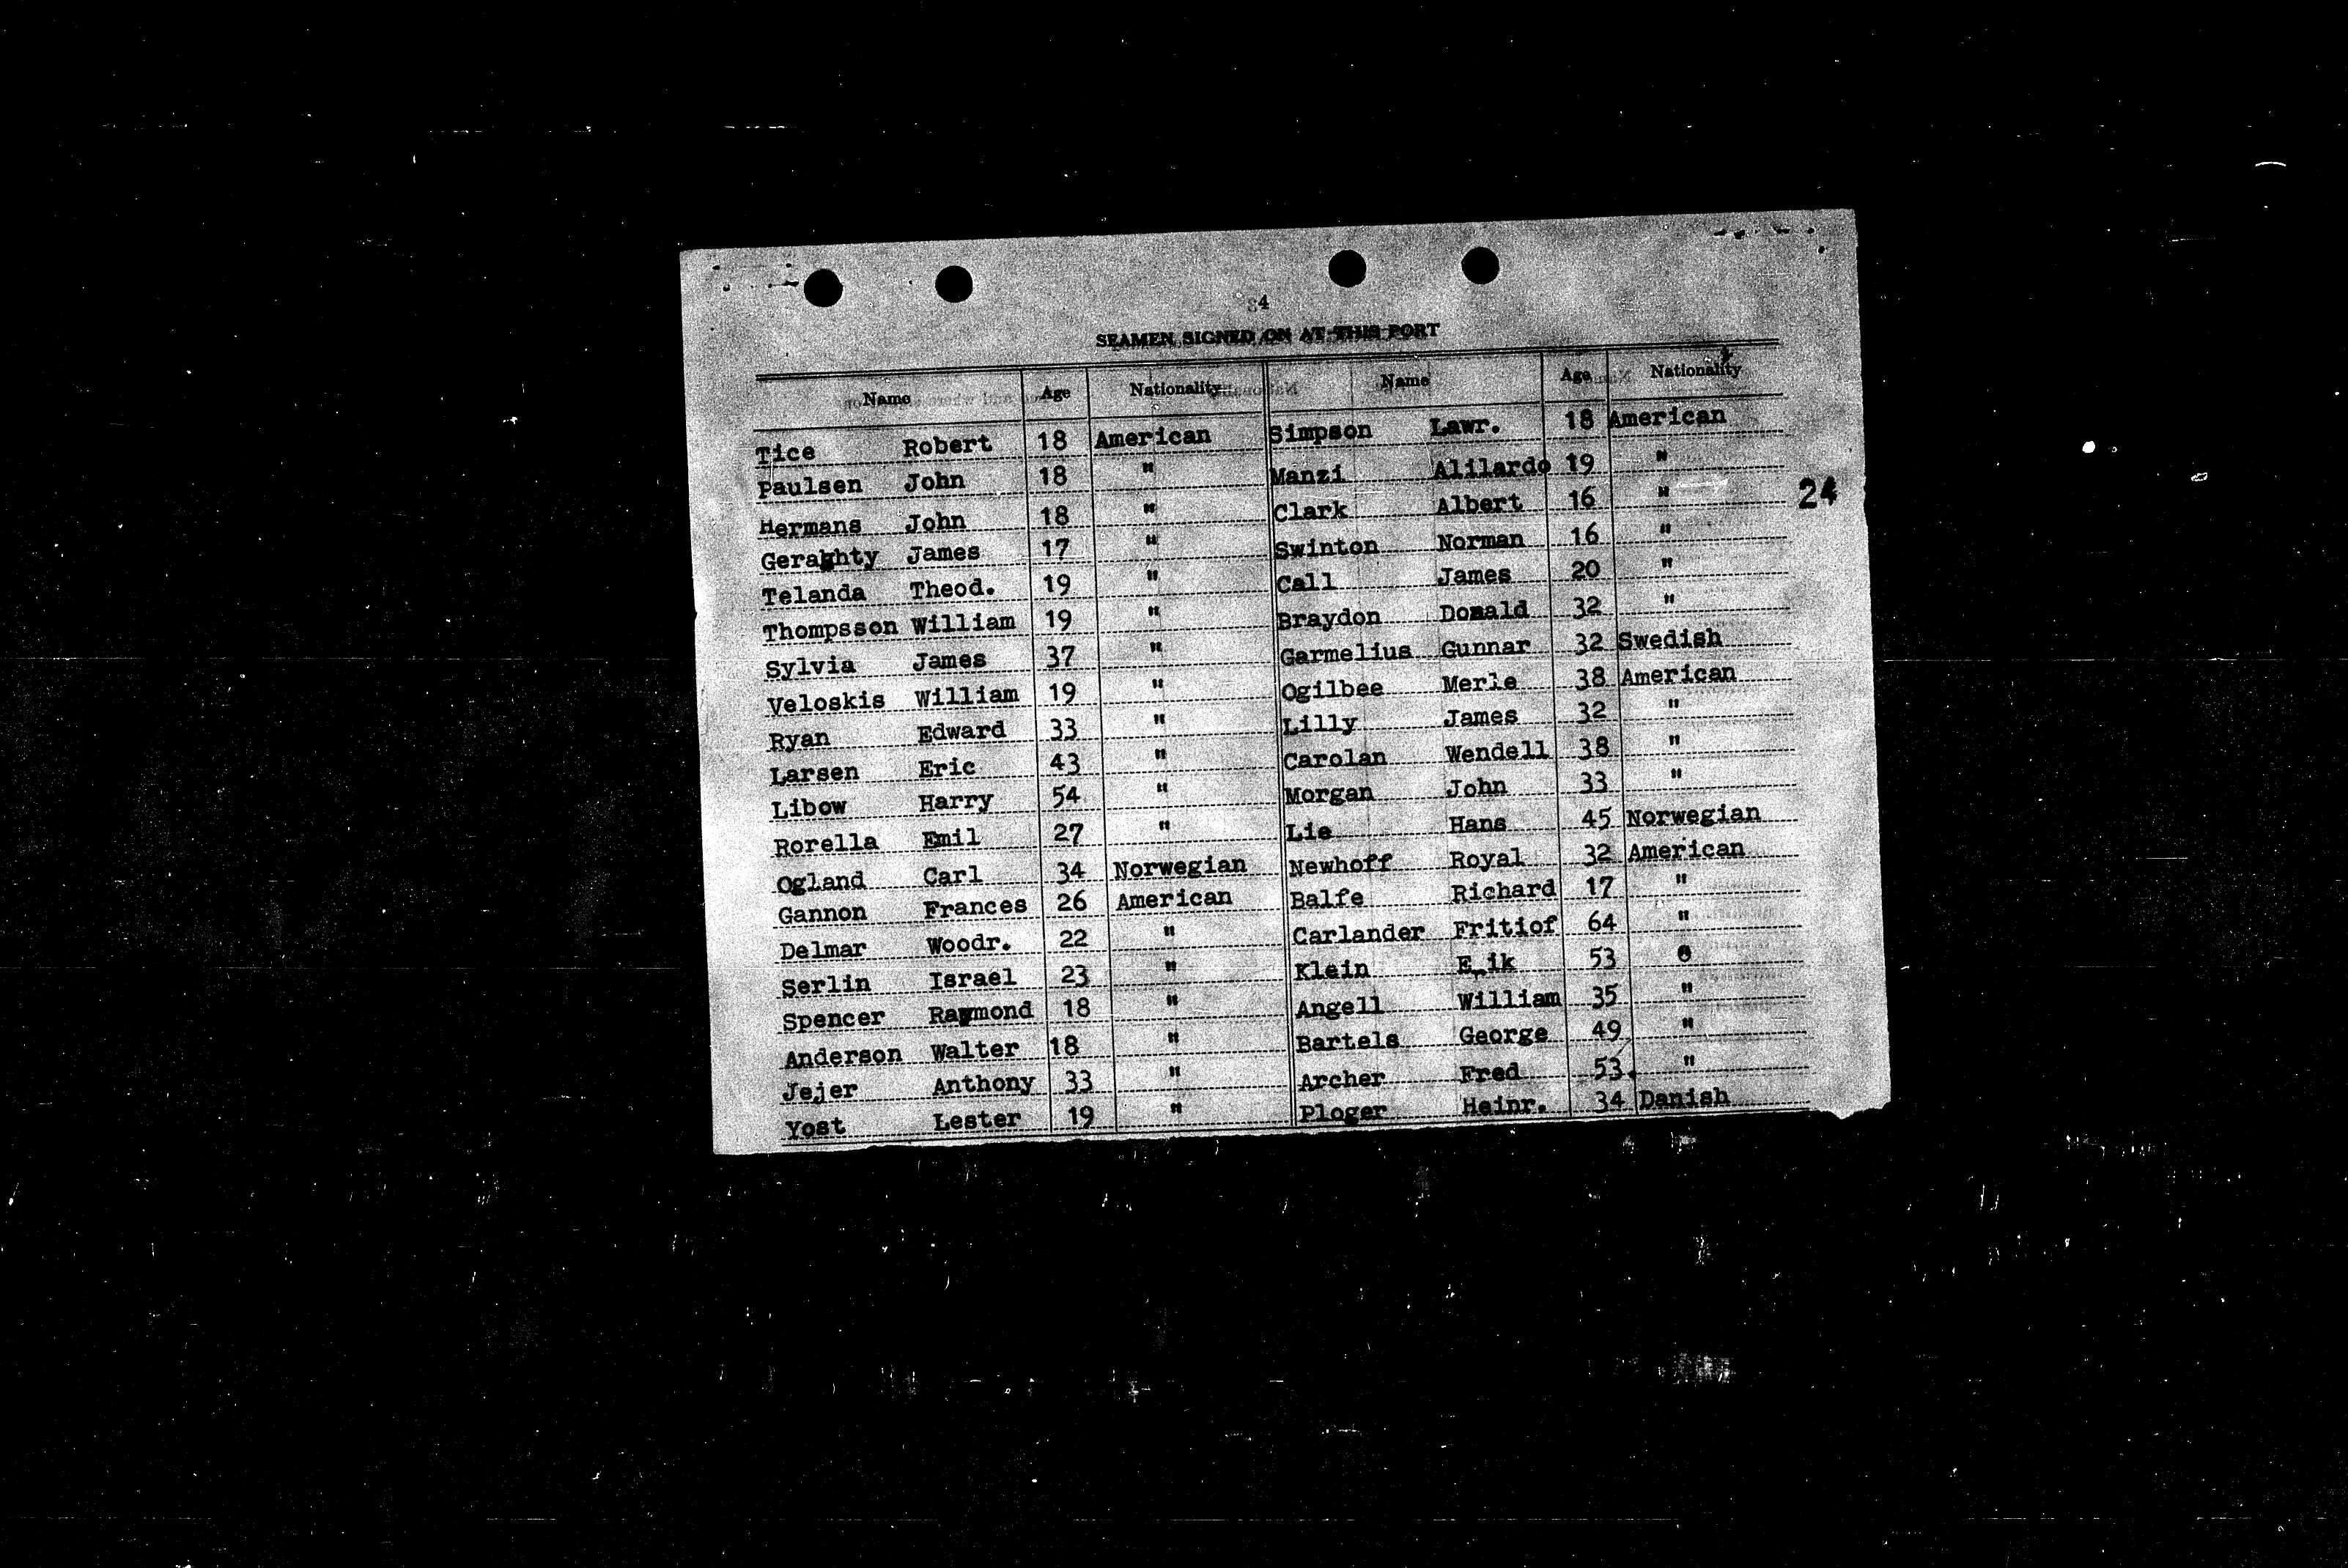 4
SEAMEN SIGNED ON AT THIS PORT
Name Age Nationality Name Age Nationality
Tice Robert 18 American Simpson Lawr. 18 American
Paulsen John 18 " Manzi Alilardo 19 "
Hermans John 18 " Clark Albert 16 "
24
Geraghty James 17 " Swinton Norman 16 "
Telanda Theod. 19 " Call James 20 "
Thompsson William 19 " Braydon Donald 32 "
Sylvia James 37 " Garmelius Gunnar 32 Swedish
Veloskis William 19 " Ogilbee Merle 38 American
Ryan Edward 33 " Lilly James 32 "
Larsen Eric 43 " Carolan Wendell 38 "
Libow Harry 54 " Morgan John 33 "
Rorella Emil 27 " Lie Hans 45 Norwegian
Ogland Carl 34 Norwegian Newhoff Royal 32 American
Gannon Frances 26 American Balfe Richard 17 "
Delmar Woodr. 22 " Carlander Fritiof 64 "
Serlin Israel 23 " Klein E ik 53
Spencer Raymond 18 " Angell William 35 "
Anderson Walter 18 " Bartels George 49 "
Jejer Anthony 33 " Archer Fred 53 "
Yost Lester 19 " Ploger Heinr. 34 Danish